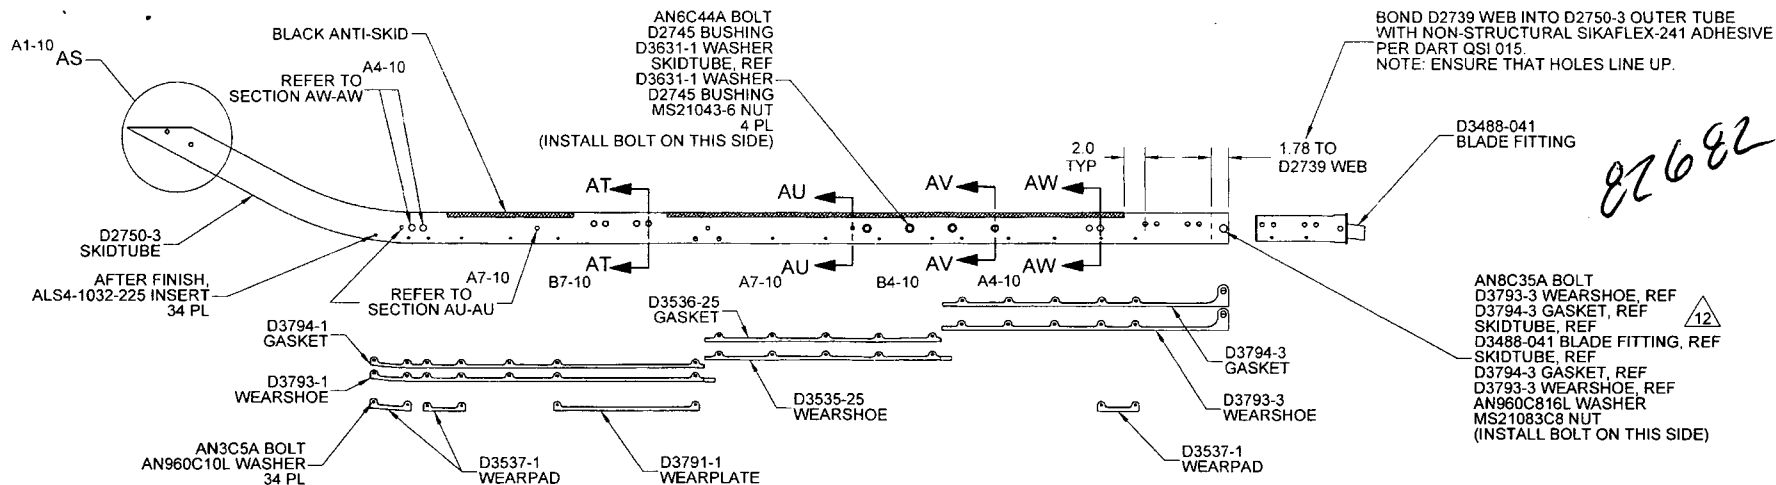 A1-10
AS
BLACK ANTI-SKID
A4-10
REFER TO
SECTION AW-AW
AN6C44A BOLT
D2745 BUSHING
D3631-1 WASHER
SKIDTUBE, REF
D3631-1 WASHER
D2745 BUSHING
MS21043-6 NUT
4 PL
(INSTALL BOLT ON THIS SIDE)
BOND D2739 WEB INTO D2750-3 OUTER TUBE
WITH NON-STRUCTURAL SIKAFLEX-241 ADHESIVE
PER DART QSI 015.
NOTE: ENSURE THAT HOLES LINE UP.
2.0
TYP
1.78 TO
D2739 WEB
D3488-041
BLADE FITTING
82682
AT
AU
AV
AW
D2750-3
SKIDTUBE
AFTER FINISH,
ALS4-1032-225 INSERT
34 PL
REFER TO
SECTION AU-AU
A7-10
AT
B7-10
A7-10
AU
B4-10
AV
A4-10
AW
D3794-1
GASKET
D3793-1
WEARSHOE
AN3C5A BOLT
AN960C10L WASHER
34 PL
D3537-1
WEARPAD
D3791-1
WEARPLATE
D3536-25
GASKET
D3535-25
WEARSHOE
D3794-3
GASKET
D3793-3
WEARSHOE
D3537-1
WEARPAD
AN8C35A BOLT
D3793-3 WEARSHOE, REF
D3794-3 GASKET, REF
SKIDTUBE, REF
D3488-041 BLADE FITTING, REF
SKIDTUBE, REF
D3794-3 GASKET, REF
D3793-3 WEARSHOE, REF
AN960C816L WASHER
MS21083C8 NUT
(INSTALL BOLT ON THIS SIDE)
12